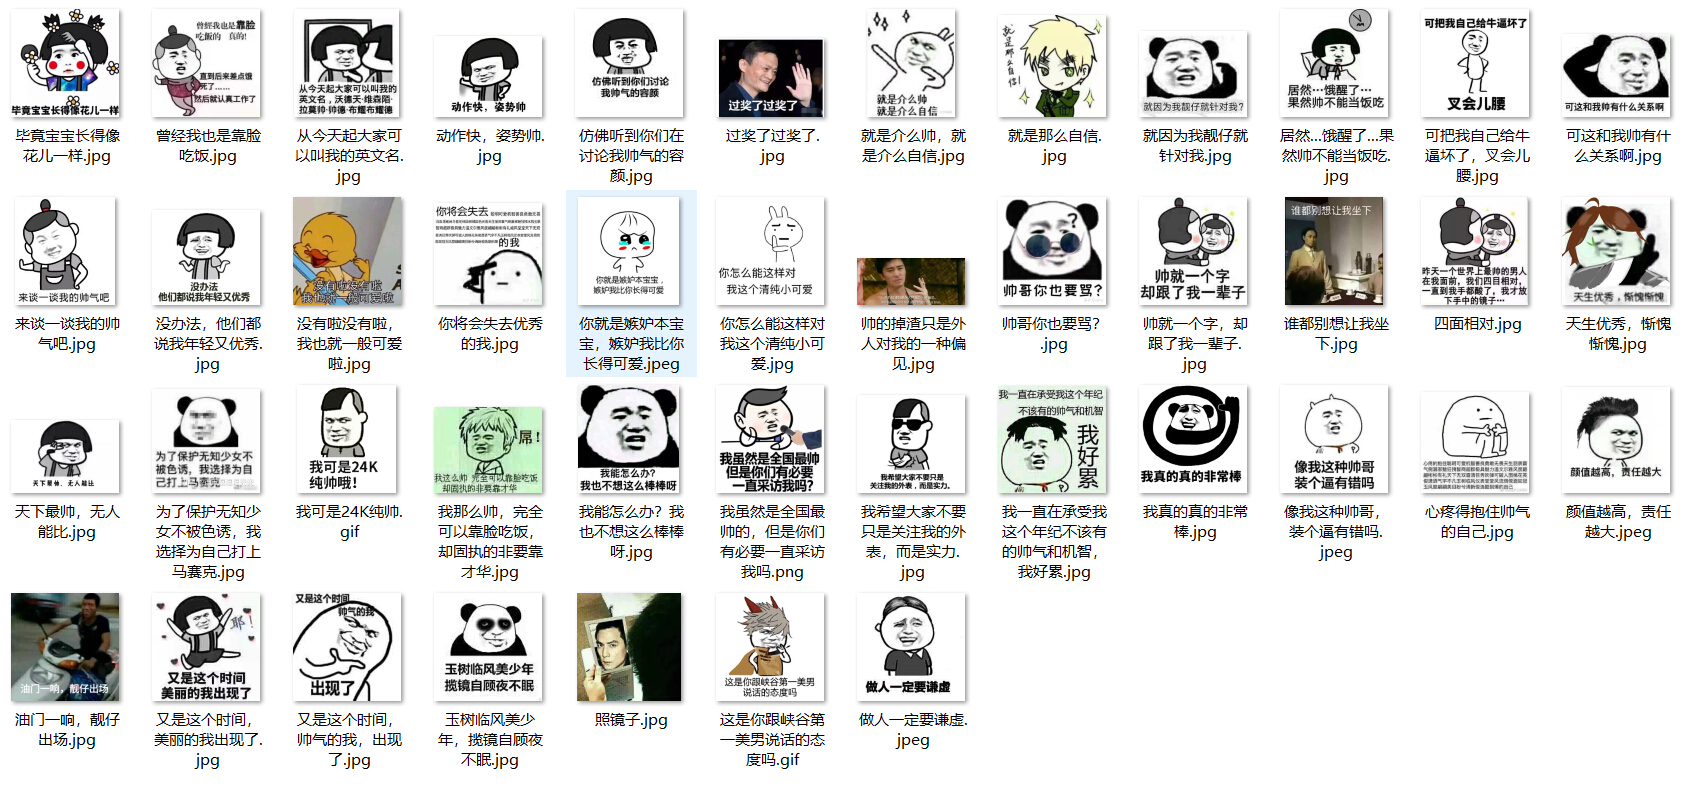 毕竟宝宝长得像花儿一样
毕竟宝宝长得像
花儿一样.jpg
曾经我也是靠脸
吃饭的 真的!
直到后来差点饿
死了……
然后就认真工作了
曾经我也是靠脸
吃饭.jpg
从今天起大家可以叫我的
英文名，沃德天·维森陌·
拉莫帅·帅德·布耀布耀德
从今天起大家可
以叫我的英文名.
jpg
动作快，姿势帅
动作快，姿势帅.
jpg
仿佛听到你们讨论
我帅气的容颜
仿佛听到你们在
讨论我帅气的容
颜.jpg
过奖了过奖了
过奖了过奖了.
jpg
就是介么帅
就是介么自信
就是介么帅，就
是介么自信.jpg
就是那么自信!
就是那么自信.
jpg
就因为我靓仔就针对我?
就因为我靓仔就
针对我.jpg
居然…饿醒了…
果然帅不能当饭吃
居然...饿醒了...果
然帅不能当饭吃.
jpg
可把我自己给牛逼坏了
叉会儿腰
可把我自己给牛
逼坏了，叉会儿
腰.jpg
可这和我帅有什么关系啊
可这和我帅有什
么关系啊.jpg
来谈一谈我的帅气吧
来谈一谈我的帅
气吧.jpg
没办法
他们都说我年轻又优秀
没办法，他们都
说我年轻又优秀.
jpg
没有啦没有啦
我也就一般可爱啦
没有啦没有啦，
我也就一般可爱
啦.jpg
你将会失去
的我
你将会失去优秀
的我.jpg
你就是嫉妒本宝宝，
嫉妒我比你长得可爱
你就是嫉妒本宝
宝，嫉妒我比你
长得可爱.jpeg
你怎么能这样对
我这个清纯小可爱
你怎么能这样对
我这个清纯小可
爱.jpg
帅的掉渣只是外
人对我的一种偏
见.jpg
?
帅哥你也要骂?
帅哥你也要骂?
.jpg
帅就一个字
却跟了我一辈子
帅就一个字，却
跟了我一辈子.
jpg
谁都别想让我坐下
谁都别想让我坐
下.jpg
昨天一个世界上最帅的男人
在我面前，我们四目相对，
一直到我手都酸了，我才放
下手中的镜子…
四面相对.jpg
天生优秀，惭愧惭愧
天生优秀，惭愧
惭愧.jpg
天下最帅，无人能比
天下最帅，无人
能比.jpg
为了保护无知少女不
被色诱，我选择为自
己打上马赛克
为了保护无知少
女不被色诱，我
选择为自己打上
马赛克.jpg
我可是24K
纯帅哦!
我可是24K纯帅.
gif
屌!
我这么帅 完全可以靠脸吃饭
却固执的非要靠才华
我那么帅，完全
可以靠脸吃饭，
却固执的非要靠
才华.jpg
我能怎么办?
我也不想这么棒棒呀
我能怎么办? 我
也不想这么棒棒
呀.jpg
我虽然是全国最帅
但是你们有必要
一直采访我吗?
我虽然是全国最
帅的，但是你们
有必要一直采访
我吗.png
我希望大家不要只是
关注我的外表，而是实力.
我希望大家不要
只是关注我的外
表，而是实力.
jpg
我一直在承受我这个年纪
不该有的帅气和机智
我好累
我一直在承受我
这个年纪不该有
的帅气和机智，
我好累.jpg
我真的真的非常棒
我真的真的非常
棒.jpg
像我这种帅哥
装个逼有错吗
像我这种帅哥，
装个逼有错吗.
jpeg
心疼得抱住帅气
的自己.jpg
颜值越高，责任越大
颜值越高，责任
越大.jpeg
油门一响，靓仔出场
油门一响，靓仔
出场.jpg
耶!
又是这个时间
美丽的我出现了
又是这个时间，
美丽的我出现了.
jpg
又是这个时间
帅气的我
出现了
又是这个时间，
帅气的我，出现
了.jpg
玉树临风美少年
揽镜自顾夜不眠
玉树临风美少
年，揽镜自顾夜
不眠.jpg
照镜子.jpg
这是你跟峡谷第一美男
说话的态度吗
这是你跟峡谷第
一美男说话的态
度吗.gif
做人一定要谦虚
做人一定要谦虚.
jpeg